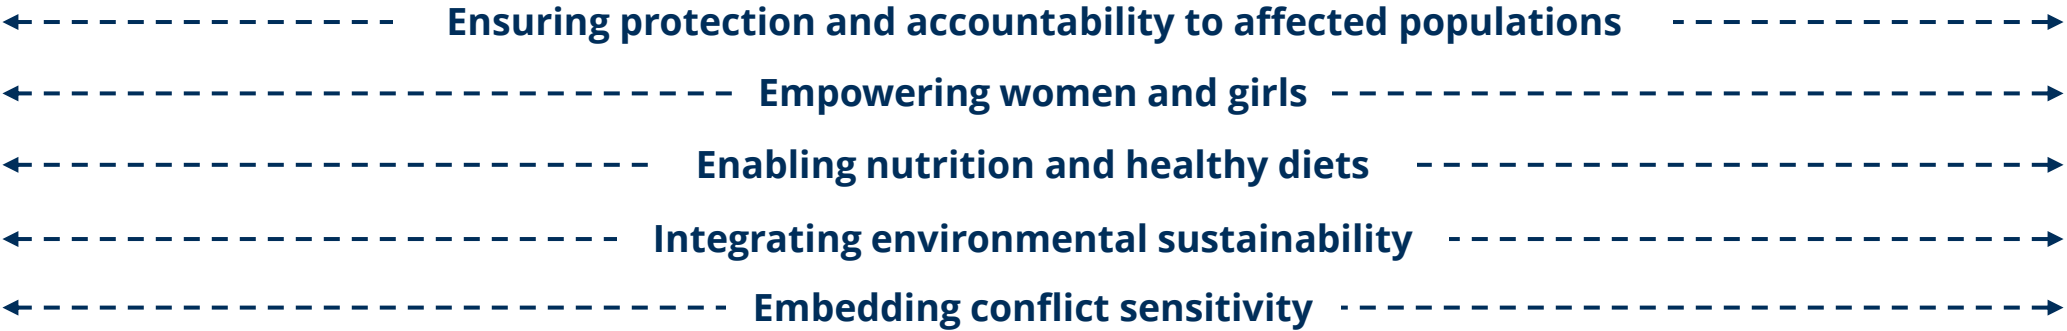 Ensuring protection and accountability to affected populations
Empowering women and girls
Enabling nutrition and healthy diets
Integrating environmental sustainability
Embedding conflict sensitivity